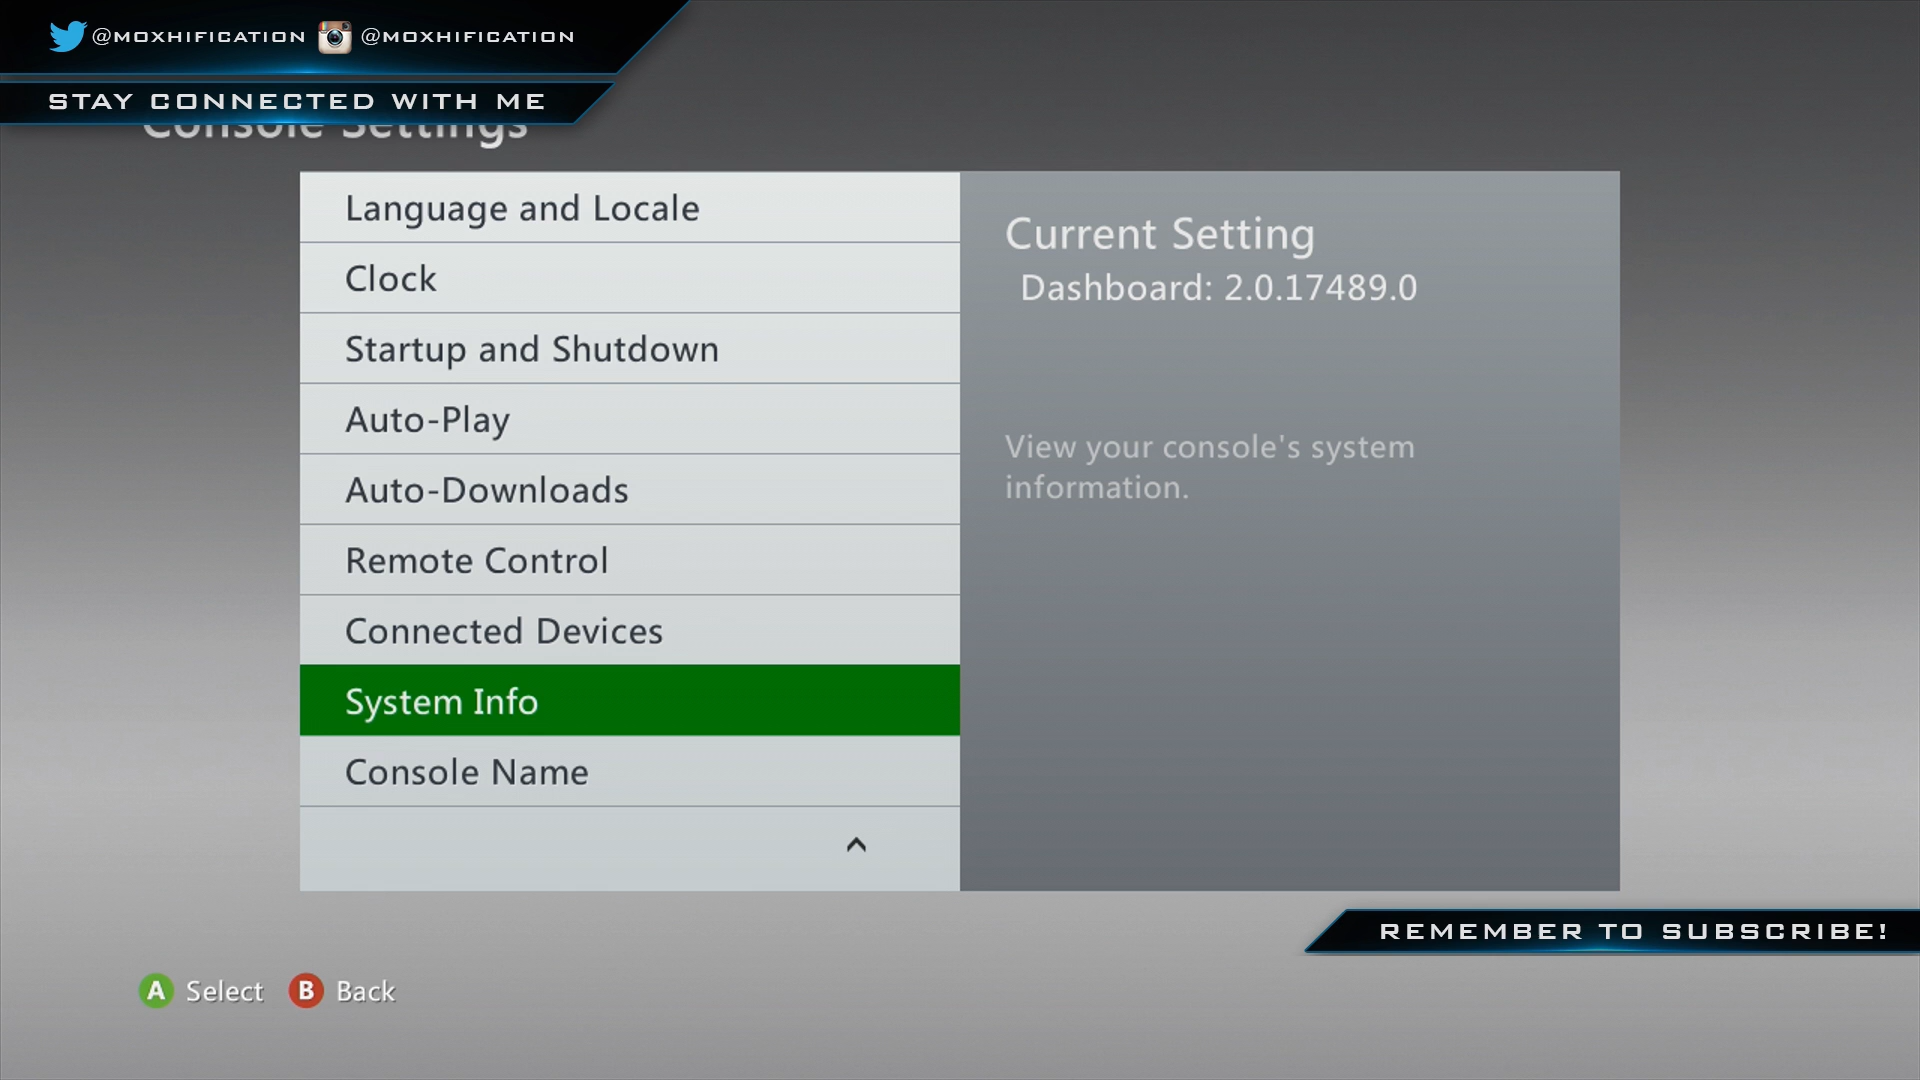 @MOXHIFICATION @MOXHIFICATION
STAY CONNECTED WITH ME
Console Settings
Language and Locale
Clock
Startup and Shutdown
Auto-Play
Auto-Downloads
Remote Control
Connected Devices
System Info
Console Name
Current Setting
Dashboard: 2.0.17489.0
View your console's system
information.
REMEMBER TO SUBSCRIBE!
A Select B Back